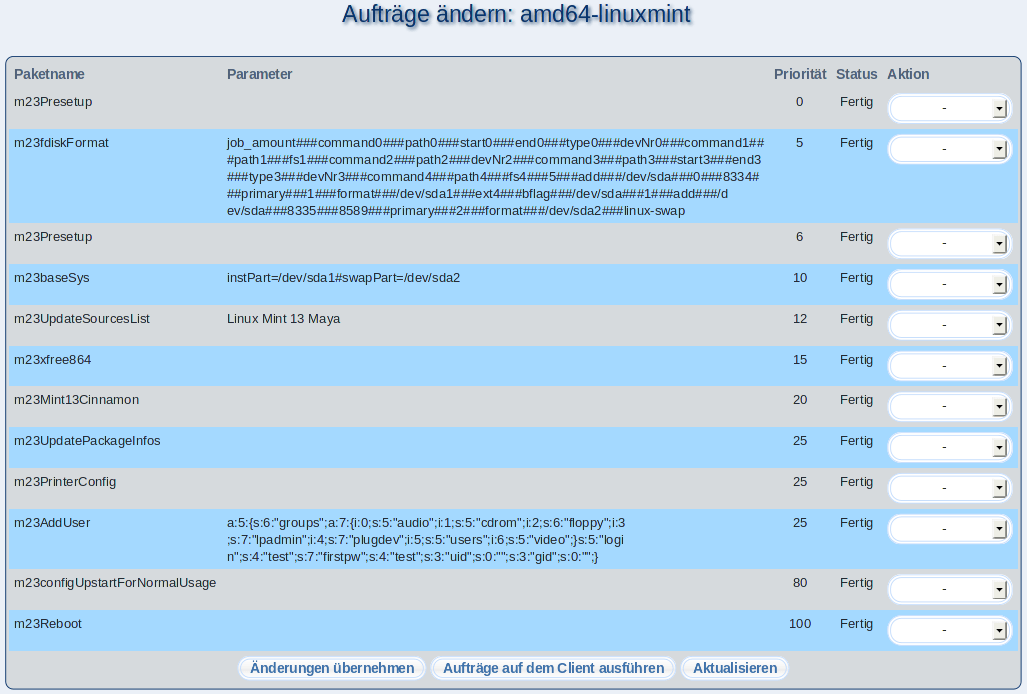 Aufträge ändern: amd64-linuxmint
Paketname Parameter Priorität Status Aktion
m23Presetup 0 Fertig -
m23fdiskFormat job_amount###command0###path0###start0###end0###type0###devNr0###command1## 5 Fertig -
#path1###fs1###command2###path2###devNr2###command3###path3###start3###end3
###type3###devNr3###command4###path4###fs4###5###add###/dev/sda###0###8334#
##primary###1###format###/dev/sda1###ext4###bflag###/dev/sda###1###add###/d
ev/sda###8335###8589###primary###2###format###/dev/sda2###linux-swap
m23Presetup 6 Fertig -
m23baseSys instPart=/dev/sda1#swapPart=/dev/sda2 10 Fertig -
m23UpdateSourcesList Linux Mint 13 Maya 12 Fertig -
m23xfree864 15 Fertig -
m23Mint13Cinnamon 20 Fertig -
m23UpdatePackageInfos 25 Fertig -
m23PrinterConfig 25 Fertig -
m23AddUser a:5:{s:6:"groups";a:7:{i:0;s:5:"audio";i:1;s:5:"cdrom";i:2;s:6:"floppy";i:3 25 Fertig -
;s:7:"lpadmin";i:4;s:7:"plugdev";i:5;s:5:"users";i:6;s:5:"video";}s:5:"logi
n";s:4:"test";s:7:"firstpw";s:4:"test";s:3:"uid";s:0:"";s:3:"gid";s:0:"";}
m23configUpstartForNormalUsage 80 Fertig -
m23Reboot 100 Fertig -
Änderungen übernehmen Aufträge auf dem Client ausführen Aktualisieren